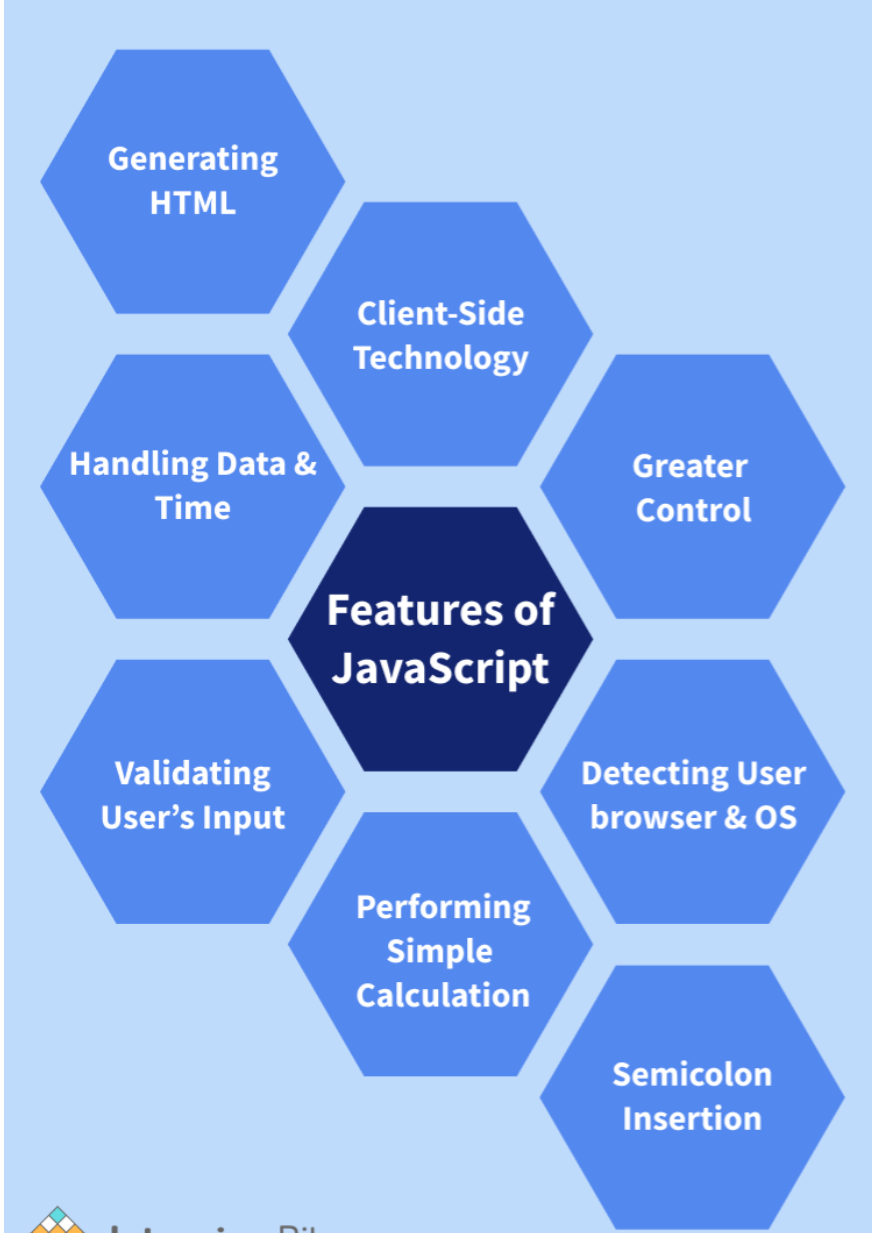 Generating
HTML
Client-Side
Technology
Handling Data &
Time
Greater
Control
Features of
JavaScript
Validating
User’s Input
Detecting User
browser & OS
Performing
Simple
Calculation
Semicolon
Insertion